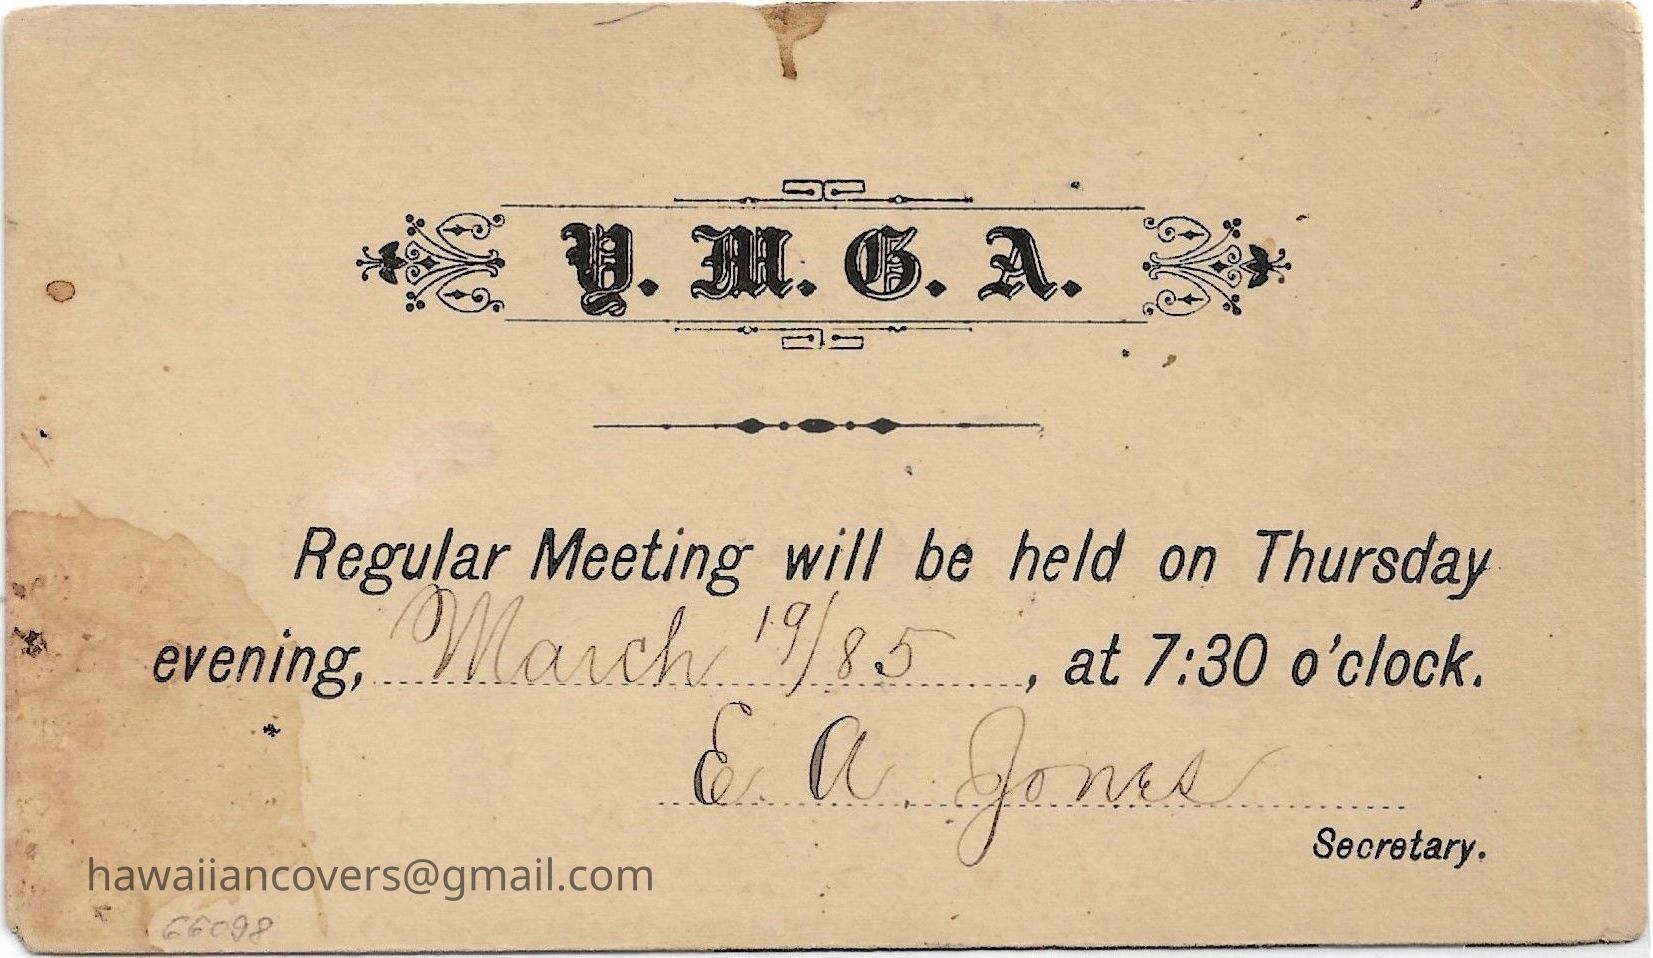 Y. M. G. A.
Regular Meeting will be held on Thursday
evening, March 19/85, at 7:30 o'clock.
E. A. Jones
Secretary.
hawaiiancovers@gmail.com
66098